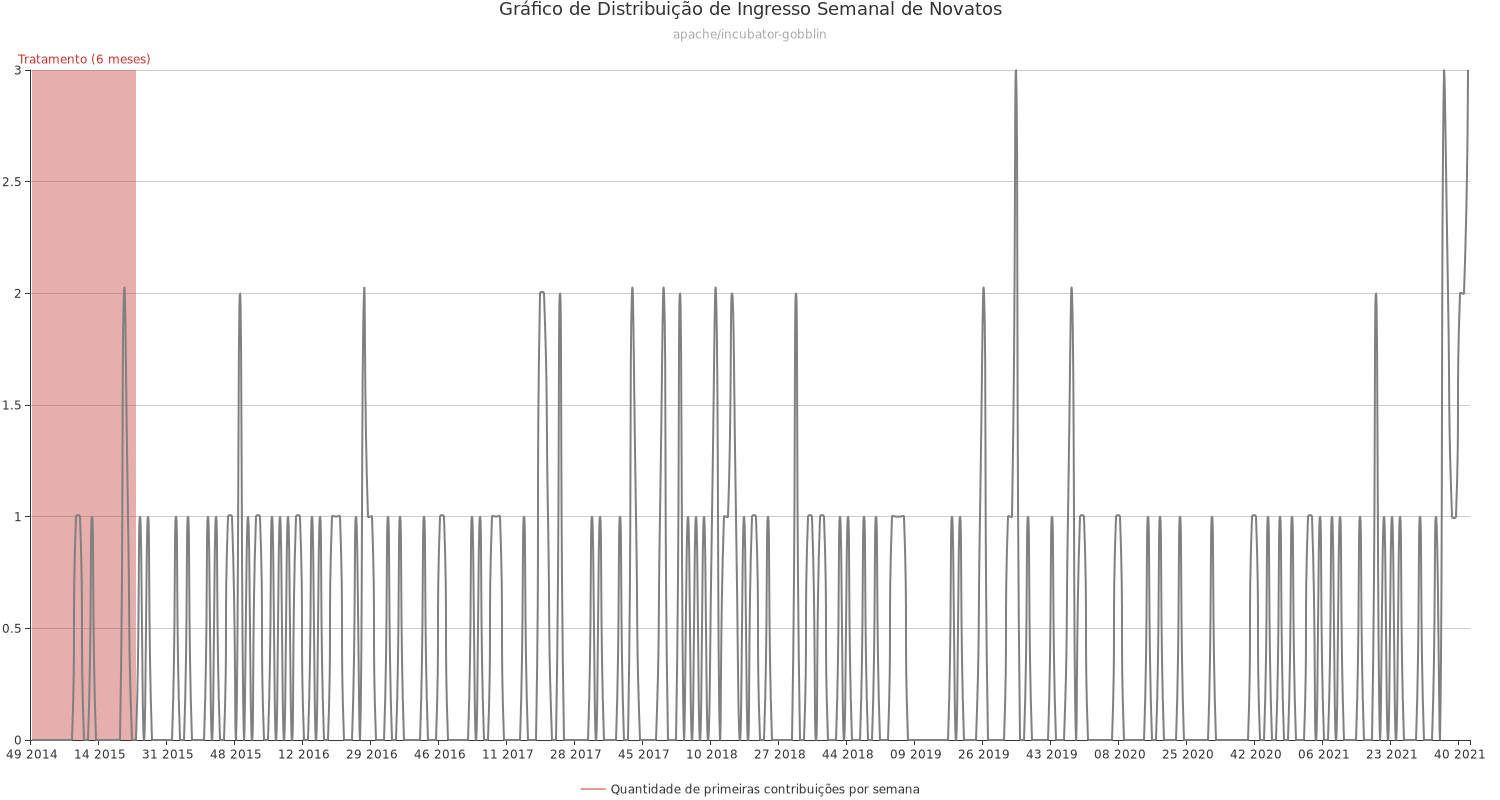 Gráfico de Distribuição de Ingresso Semanal de Novatos
apache/incubator-gobblin
Tratamento (6 meses)
3
2.5
2
1.5
1
0.5
0
49 2014 14 2015 31 2015 48 2015 12 2016 29 2016 46 2016 11 2017 28 2017 45 2017 10 2018 27 2018 44 2018 09 2019 26 2019 43 2019 08 2020 25 2020 42 2020 06 2021 23 2021 40 2021
Quantidade de primeiras contribuições por semana